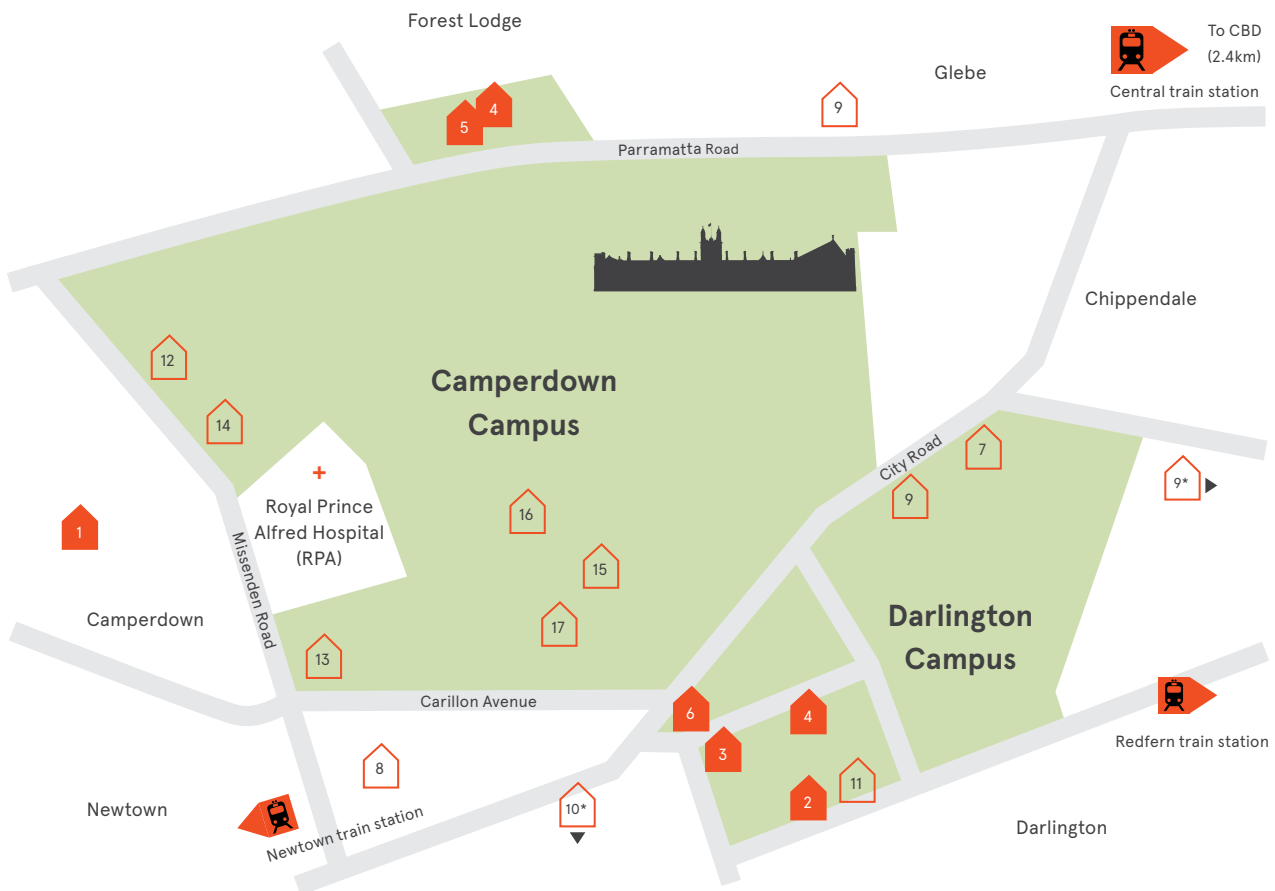 Forest Lodge
To CBD
(2.4km)
Glebe
Central train station
4
5
9
Parramatta Road
Chippendale
12
14
Camperdown
Campus
City Road
7
9
9*
Royal Prince
Alfred Hospital
(RPA)
16
1
15
Missenden Road
Camperdown
17
13
Darlington
Campus
Carillon Avenue
6
4
3
Redfern train station
8
11
2
10*
Newtown
Newtown train station
Darlington